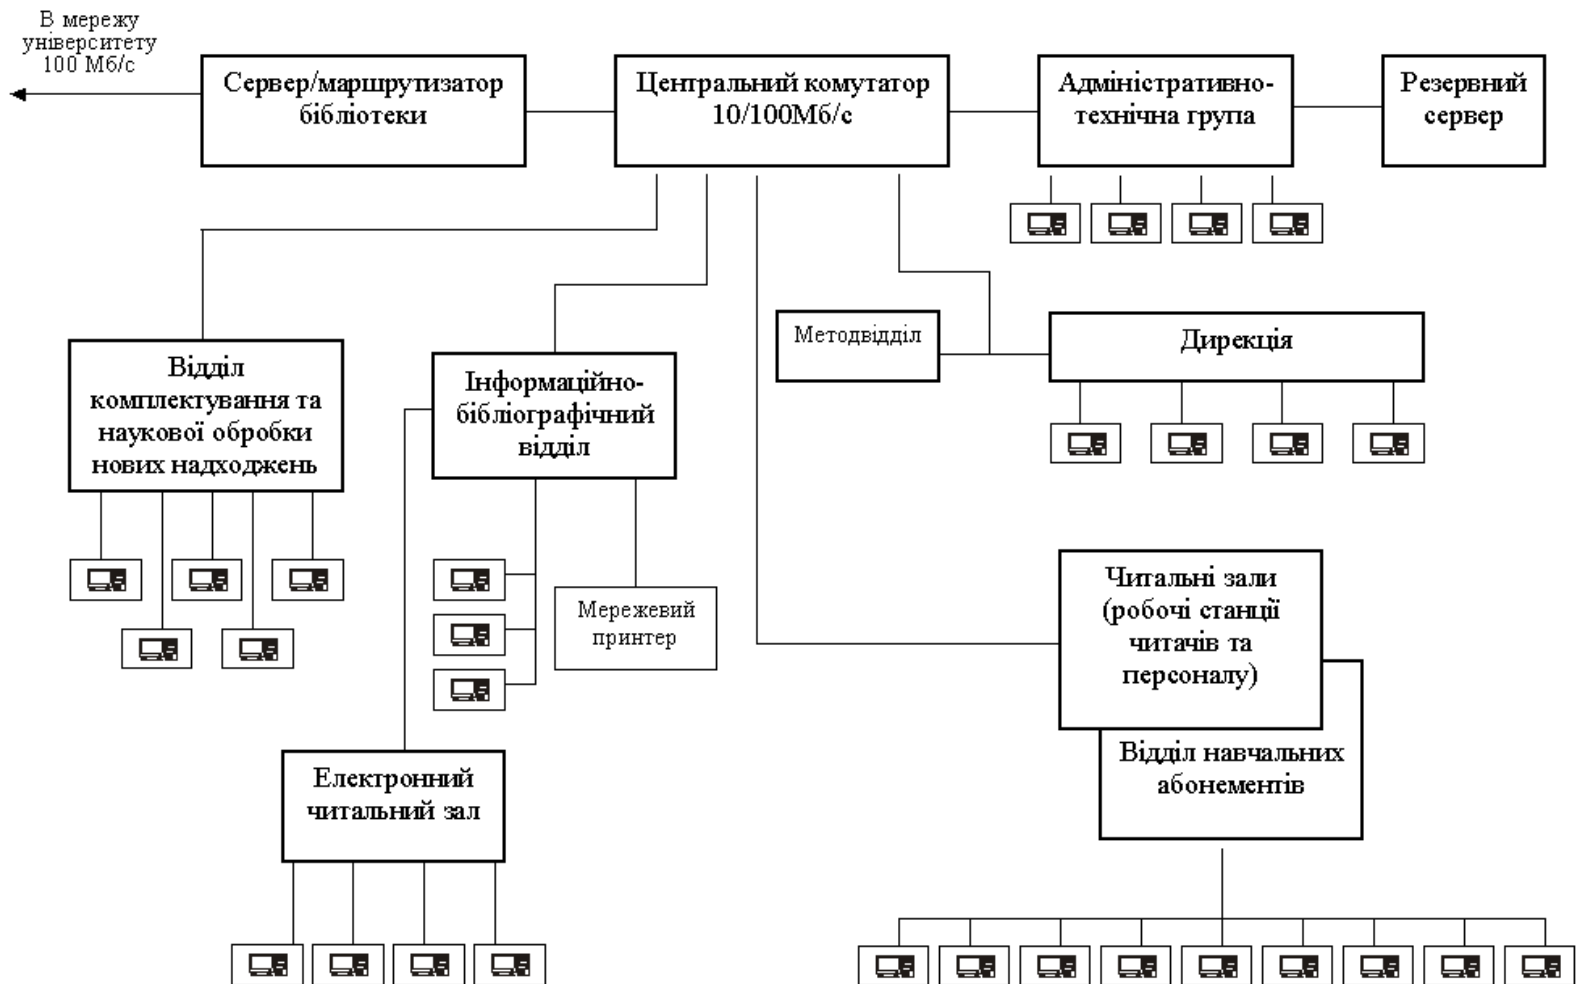 В мережу
університету
100 Мб/с
Сервер/маршрутизатор
бібліотеки
Центральний комутатор
10/100Мб/с
Адміністративно-
технічна група
Резервний
сервер
Методвідділ
Дирекція
Відділ
комплектування та
наукової обробки
нових надходжень
Інформаційно-
бібліографічний
відділ
Мережевий
принтер
Читальні зали
(робочі станції
читачів та
персоналу)
Відділ навчальних
абонементів
Електронний
читальний зал